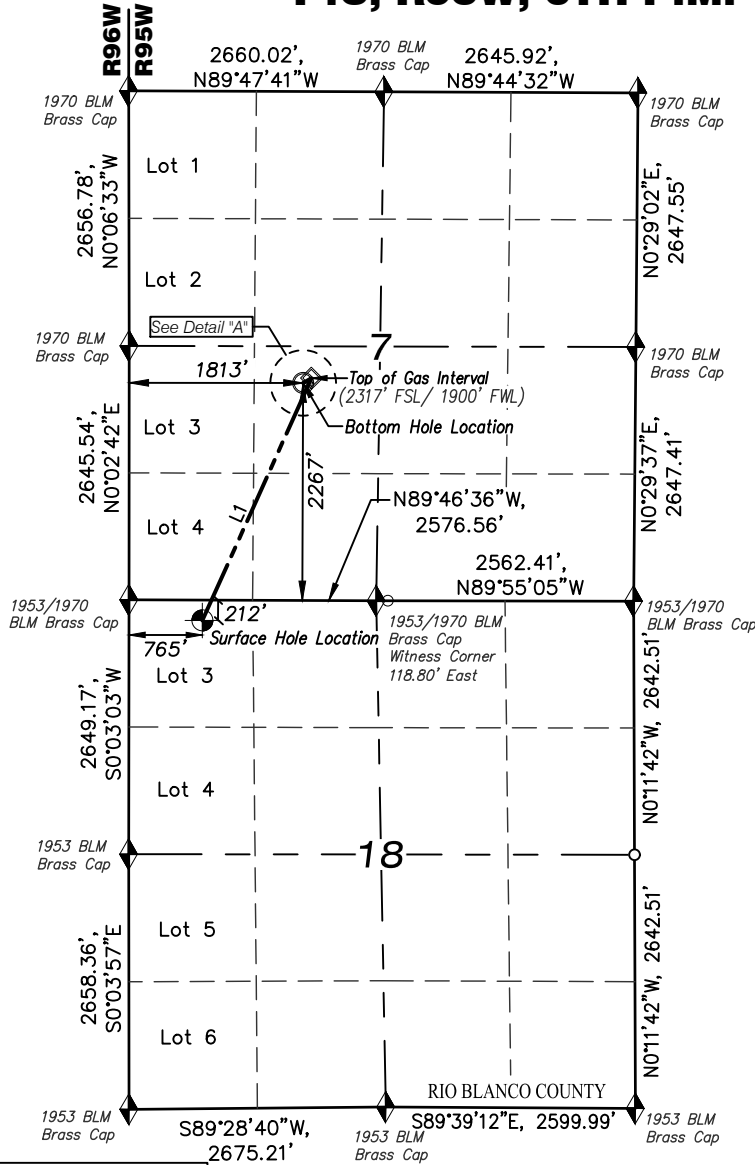 R96W
R95W
2660.02',
N89°47'41"W
1970 BLM
Brass Cap
2645.92',
N89°44'32"W
1970 BLM
Brass Cap
1970 BLM
Brass Cap
2656.78',
N0°06'33"W
Lot 1
N0°29'02"E,
2647.55'
Lot 2
See Detail "A"
1970 BLM
Brass Cap
7
1970 BLM
Brass Cap
1813'
Top of Gas Interval
(2317' FSL/ 1900' FWL)
Bottom Hole Location
2645.54'
N0°02'42"E
Lot 3
2267'
N0°29'37"E,
2647.41'
L1
N89°46'36"W,
2576.56'
Lot 4
2562.41',
N89°55'05"W
1953/1970
BLM Brass Cap
212'
1953/1970 BLM
Brass Cap
Witness Corner
118.80' East
1953/1970
BLM Brass Cap
765'
Surface Hole Location
Lot 3
2649.17'
S0°03'03"W
N0°11'42"W, 2642.51'
Lot 4
1953 BLM
Brass Cap
18
Lot 5
2658.36',
S0°03'57"E
N0°11'42"W, 2642.51'
Lot 6
RIO BLANCO COUNTY
1953 BLM
Brass Cap
S89°28'40"W,
2675.21'
1953 BLM
Brass Cap
S89°39'12"E, 2599.99'
1953 BLM
Brass Cap